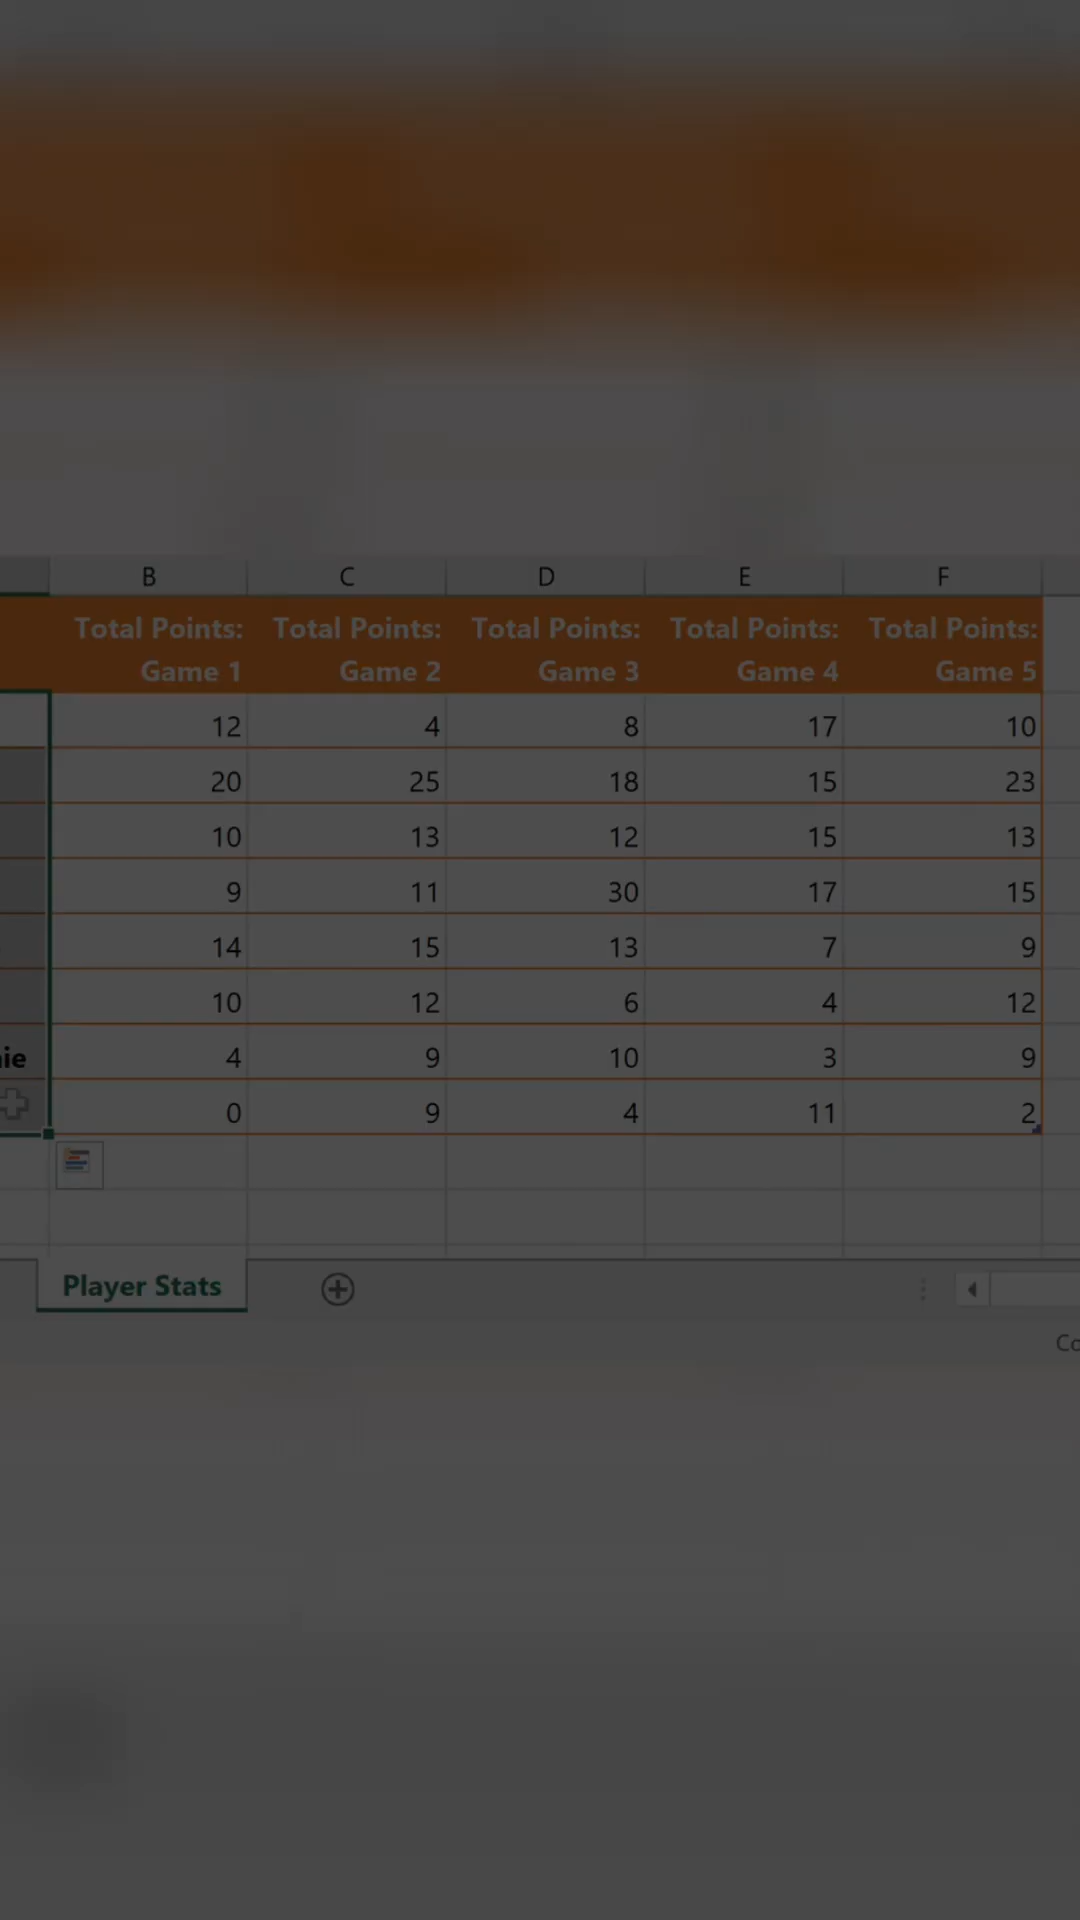 B C D E F
Total Points: Total Points: Total Points: Total Points: Total Points:
Game 1 Game 2 Game 3 Game 4 Game 5
12 4 8 17 10
20 25 18 15 23
10 13 12 15 13
9 11 30 17 15
14 15 13 7 9
10 12 6 4 12
ie 4 9 10 3 9
0 9 4 11 2
Player Stats
Co